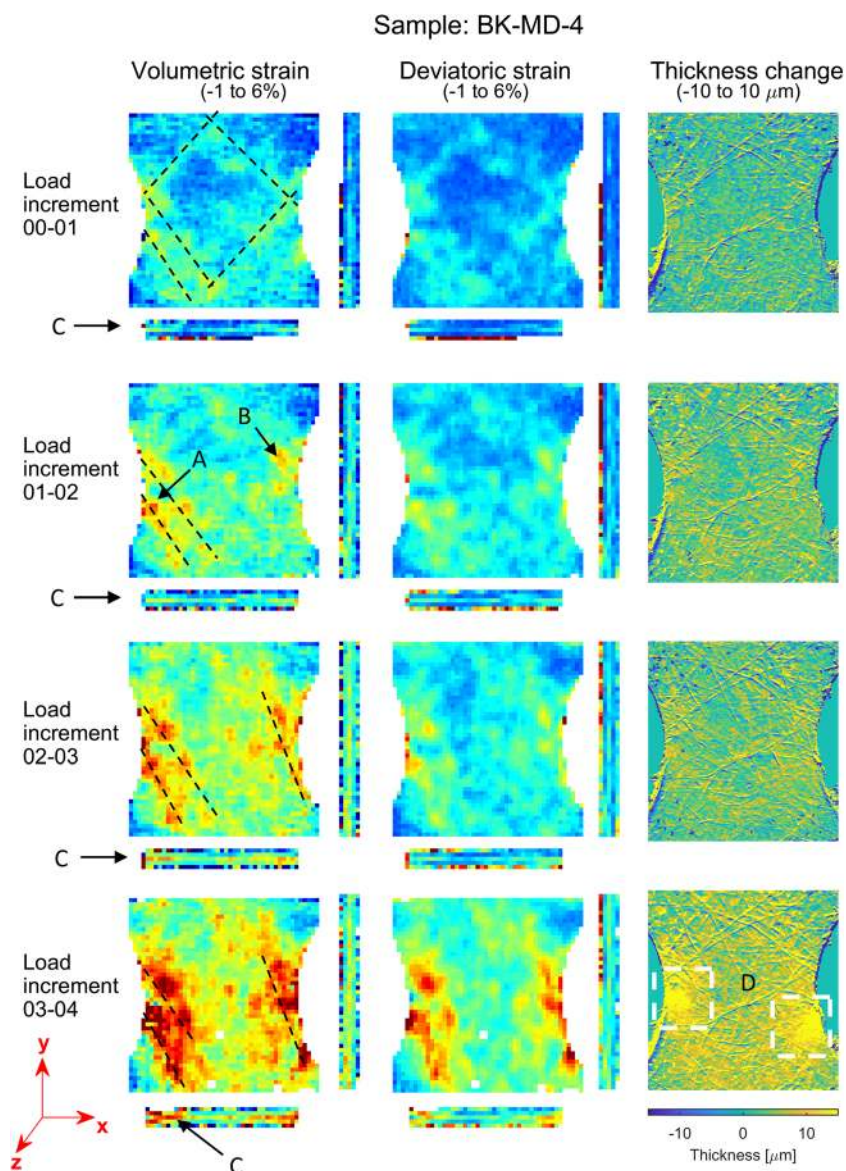 Sample: BK-MD-4
Volumetric strain
(-1 to 6%)
Deviatoric strain
(-1 to 6%)
Thickness change
(-10 to 10 μm)
Load
increment
00-01
C
Load
increment
01-02
A
B
C
Load
increment
02-03
C
Load
increment
03-04
D
y
x
z
C
-10
0
10
Thickness [μm]